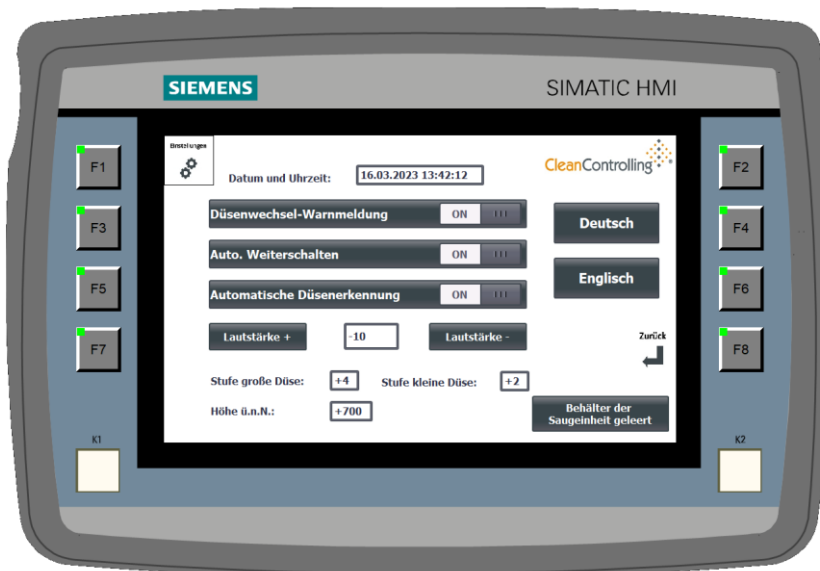 SIEMENS
SIMATIC HMI
F1
F2
F3
F4
F5
F6
F7
F8
K1
K2
Einstellungen
CleanControlling
Datum und Uhrzeit: 16.03.2023 13:42:12
Düsenwechsel-Warnmeldung ON
Deutsch
Auto. Weiterschalten ON
Englisch
Automatische Düsenerkennung ON
Lautstärke + -10 Lautstärke -
Zurück
Stufe große Düse: +4 Stufe kleine Düse: +2
Höhe ü.n.N.: +700
Behälter der
Saugeinheit geleert